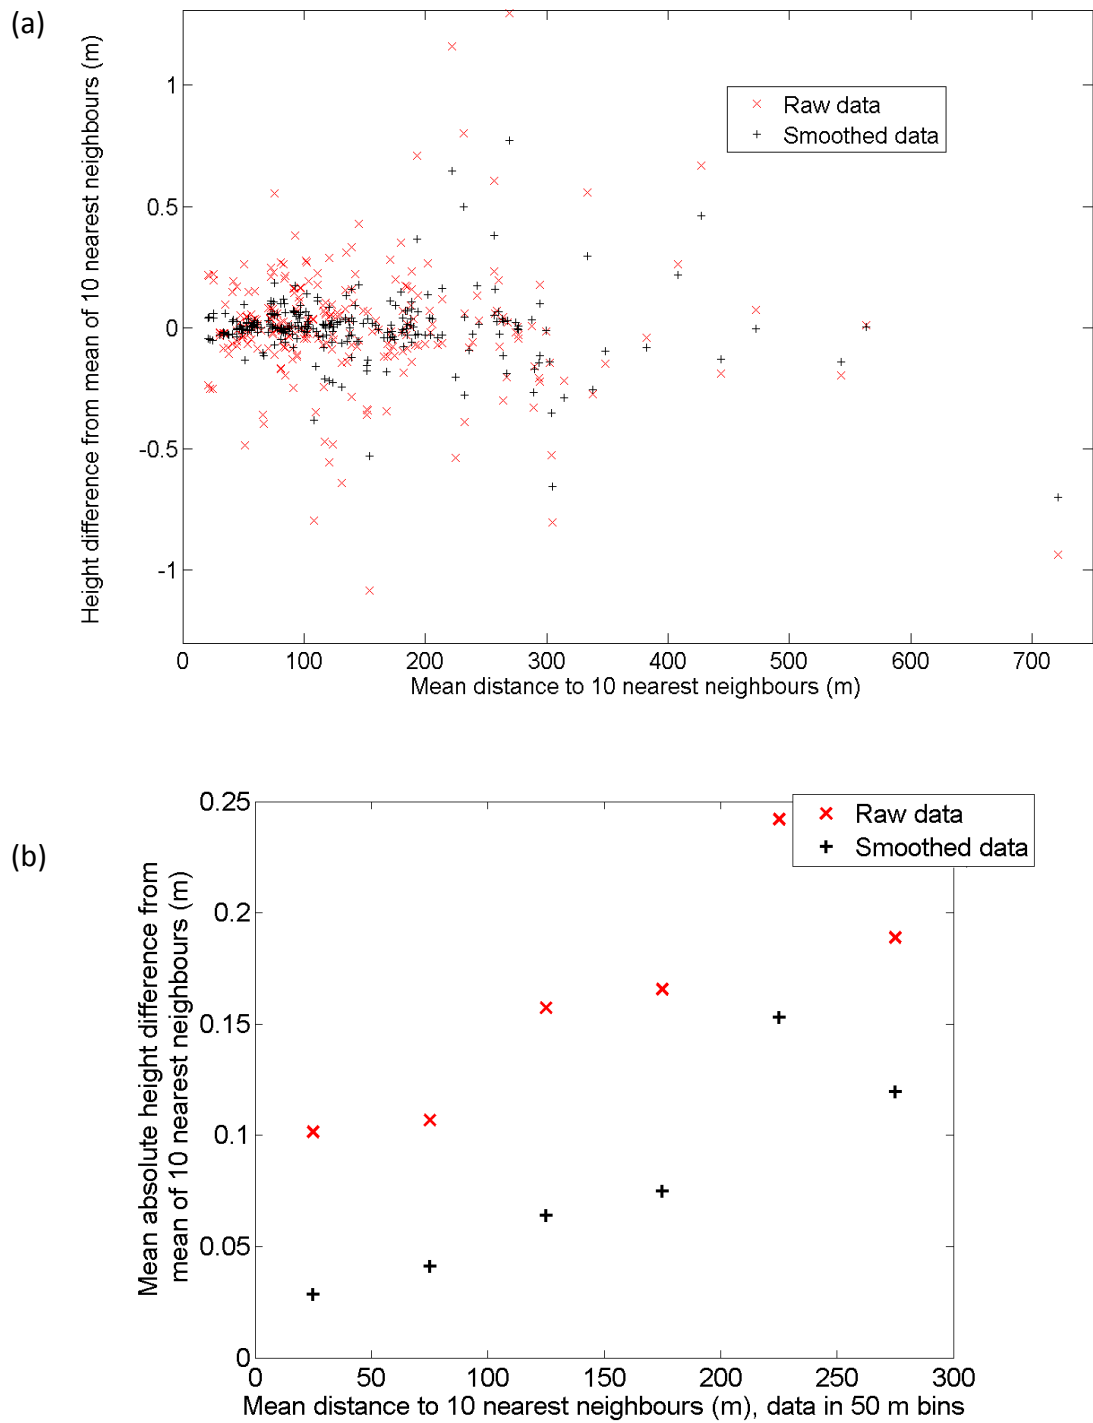 (a)
Height difference from mean of 10 nearest neighbours (m)
1
0.5
0
-0.5
-1
Raw data
Smoothed data
0 100 200 300 400 500 600 700
Mean distance to 10 nearest neighbours (m)
(b)
Mean absolute height difference from
mean of 10 nearest neighbours (m)
0.25
0.2
0.15
0.1
0.05
0
Raw data
Smoothed data
0 50 100 150 200 250 300
Mean distance to 10 nearest neighbours (m), data in 50 m bins